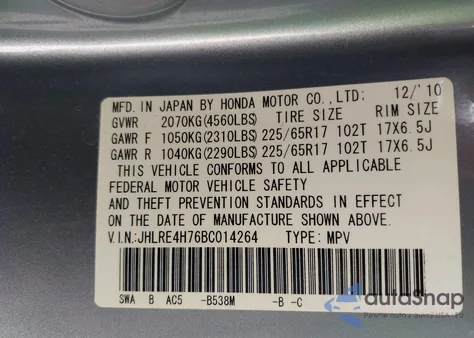 MFD. IN JAPAN BY HONDA MOTOR CO.,LTD: 12/'10
GVWR 2070KG(4560LBS) TIRE SIZE RIM SIZE
GAWR F 1050KG(2310LBS) 225/65R17 102T 17X6.5J
GAWR R 1040KG(2290LBS) 225/65R17 102T 17X6.5J
THIS VEHICLE CONFORMS TO ALL APPLICABLE
FEDERAL MOTOR VEHICLE SAFETY
AND THEFT PREVENTION STANDARDS IN EFFECT
ON THE DATE OF MANUFACTURE SHOWN ABOVE.
V.I.N:JHLRE4H76BC014264 TYPE: MPV
SWA B AC5 -B538M -B -C
autoSnap
Pewne auto z USA